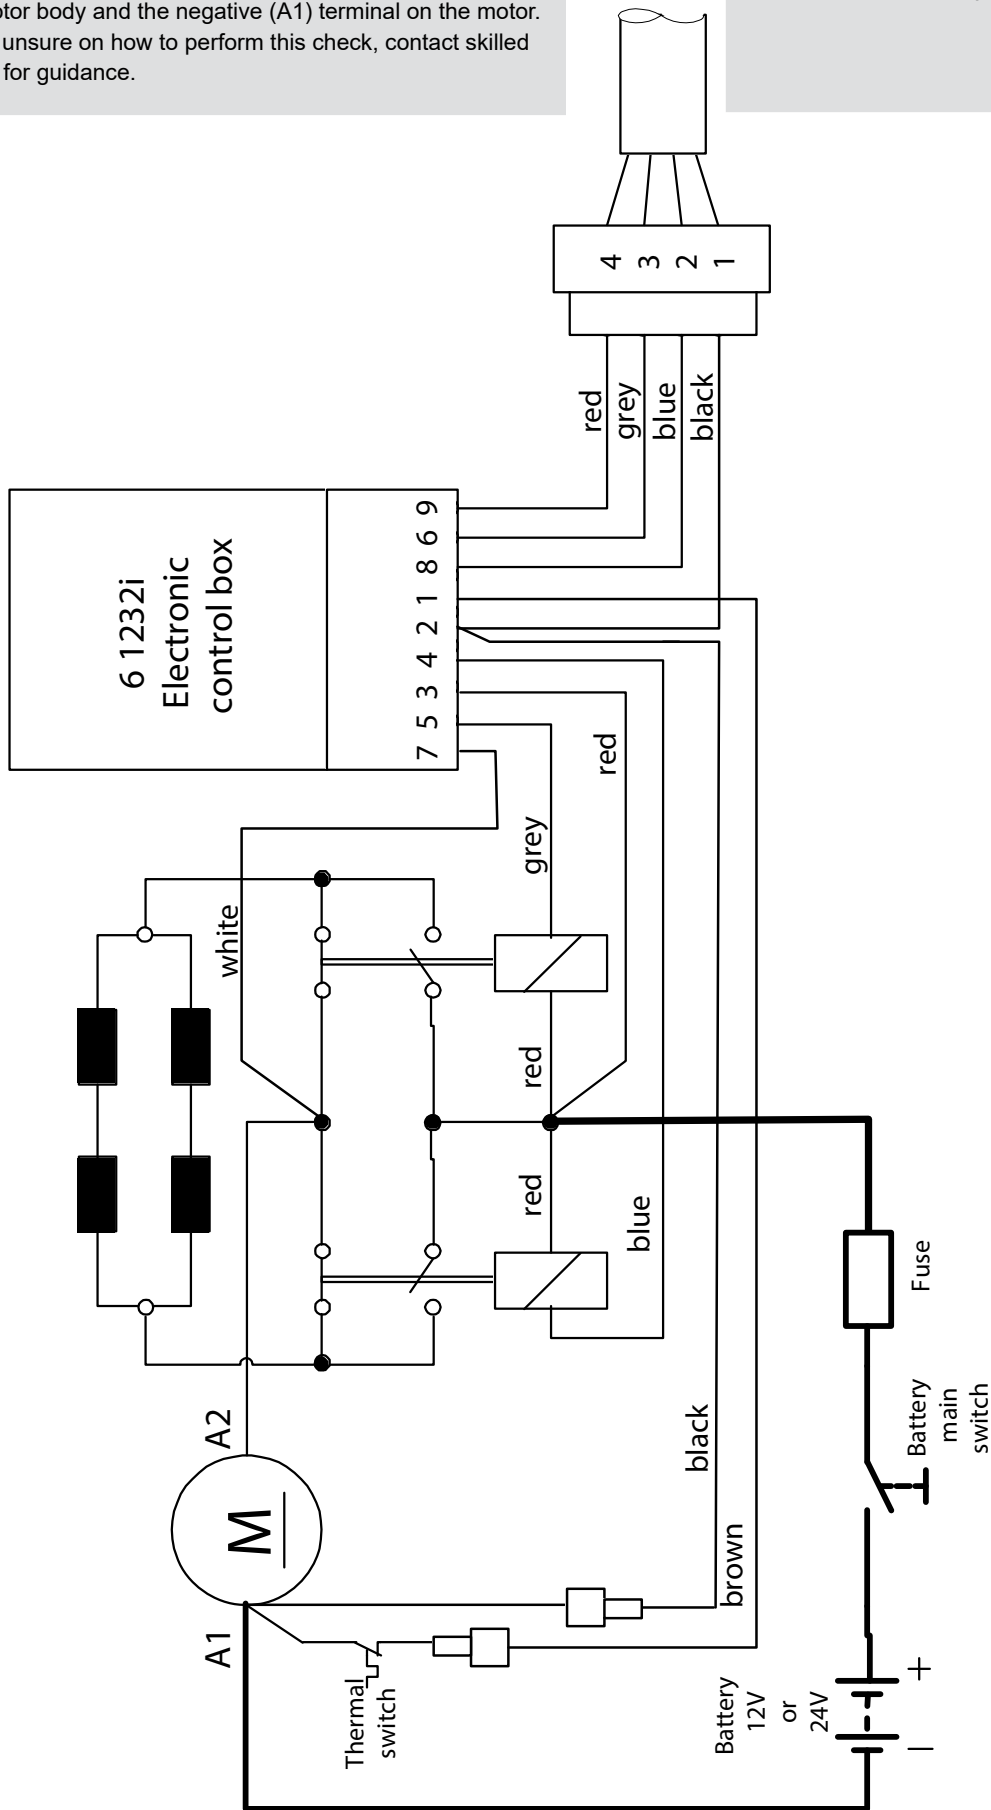 otor body and the negative (A1) terminal on the motor.
unsure on how to perform this check, contact skilled
for guidance.
4
3
2
1
red
grey
blue
black
6 1232i
Electronic
control box
7 5 3 4 2 1 8 6 9
white
grey
red
red
red
blue
black
brown
A2
M
A1
Thermal
switch
Fuse
Battery
main
switch
Battery
12V
or
24V
+
–